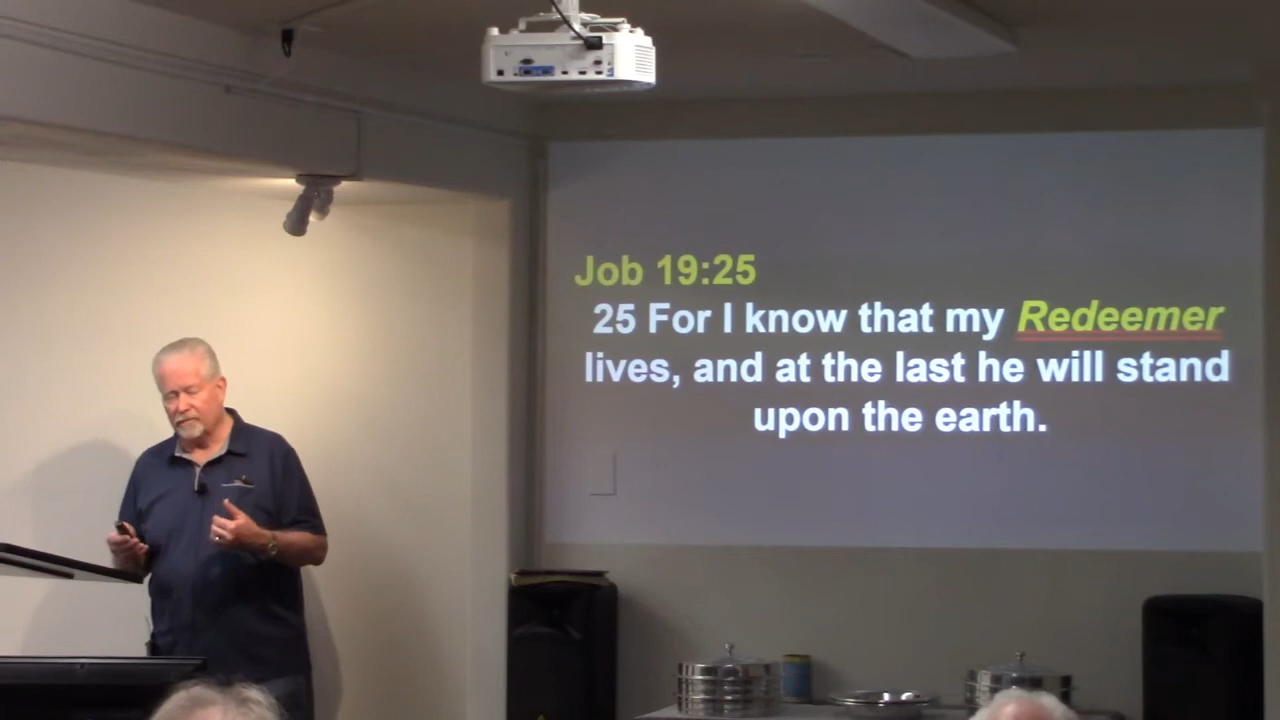 Job 19:25
25 For I know that my Redeemer
lives, and at the last he will stand
upon the earth.